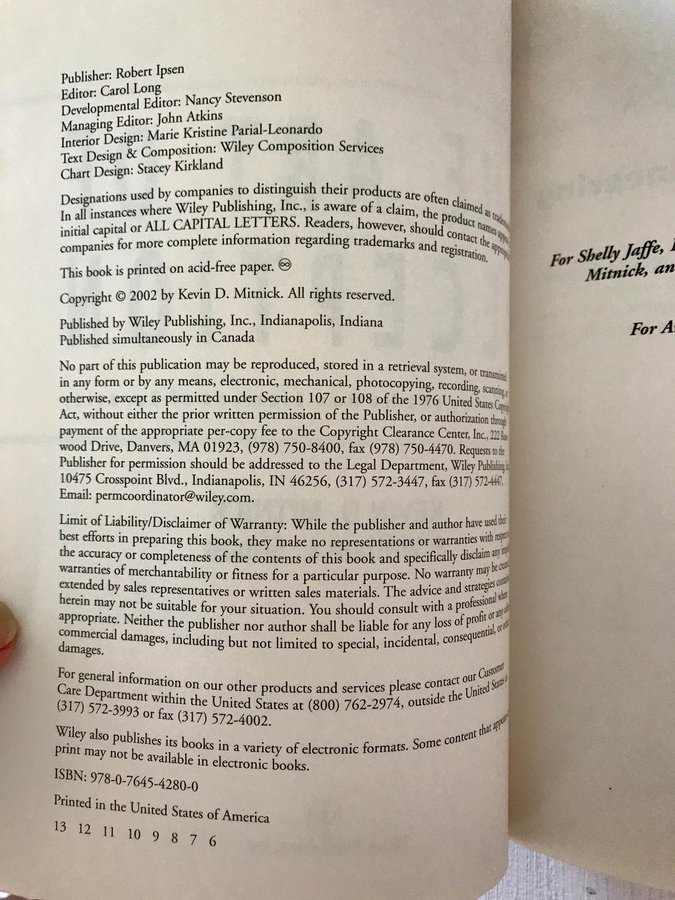 Publisher: Robert Ipsen
Editor: Carol Long
Developmental Editor: Nancy Stevenson
Managing Editor: John Atkins
Interior Design: Marie Kristine Parial-Leonardo
Text Design & Composition: Wiley Composition Services
Chart Design: Stacey Kirkland
Designations used by companies to distinguish their products are often claimed as
In all instances where Wiley Publishing, Inc., is aware of a claim, the product names
initial capital or ALL CAPITAL LETTERS. Readers, however, should contact the
companies for more complete information regarding trademarks and registration.
This book is printed on acid-free paper. ♾
Copyright © 2002 by Kevin D. Mitnick. All rights reserved.
Published by Wiley Publishing, Inc., Indianapolis, Indiana
Published simultaneously in Canada
No part of this publication may be reproduced, stored in a retrieval system, or transmitted
in any form or by any means, electronic, mechanical, photocopying, recording, scanning,
otherwise, except as permitted under Section 107 or 108 of the 1976 United States
Act, without either the prior written permission of the Publisher, or authorization through
payment of the appropriate per-copy fee to the Copyright Clearance Center, Inc., 222
wood Drive, Danvers, MA 01923, (978) 750-8400, fax (978) 750-4470. Requests to the
Publisher for permission should be addressed to the Legal Department, Wiley Publishing,
10475 Crosspoint Blvd., Indianapolis, IN 46256, (317) 572-3447, fax (317) 572-4447.
Email: permcoordinator@wiley.com.
Limit of Liability/Disclaimer of Warranty: While the publisher and author have used their
best efforts in preparing this book, they make no representations or warranties with
the accuracy or completeness of the contents of this book and specifically disclaim any
warranties of merchantability or fitness for a particular purpose. No warranty may be
extended by sales representatives or written sales materials. The advice and strategies
herein may not be suitable for your situation. You should consult with a professional where
appropriate. Neither the publisher nor author shall be liable for any loss of profit or any
commercial damages, including but not limited to special, incidental, consequential, or
damages.
For general information on our other products and services please contact our Customer
Care Department within the United States at (800) 762-2974, outside the United States at
(317) 572-3993 or fax (317) 572-4002.
Wiley also publishes its books in a variety of electronic formats. Some content that
print may not be available in electronic books.
ISBN: 978-0-7645-4280-0
Printed in the United States of America
13 12 11 10 9 8 7 6
For Shelly Jaffe,
Mitnick,
For